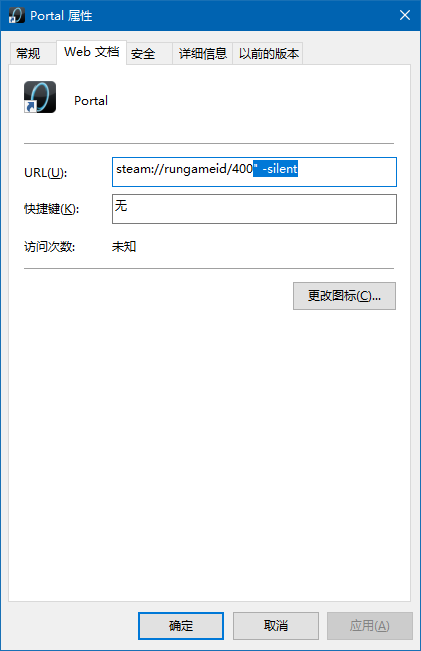 Portal 属性
常规 Web 文档 安全 详细信息 以前的版本
Portal
URL(U): steam://rungameid/400" -silent
快捷键(K): 无
访问次数: 未知
更改图标(C)...
确定 取消 应用(A)